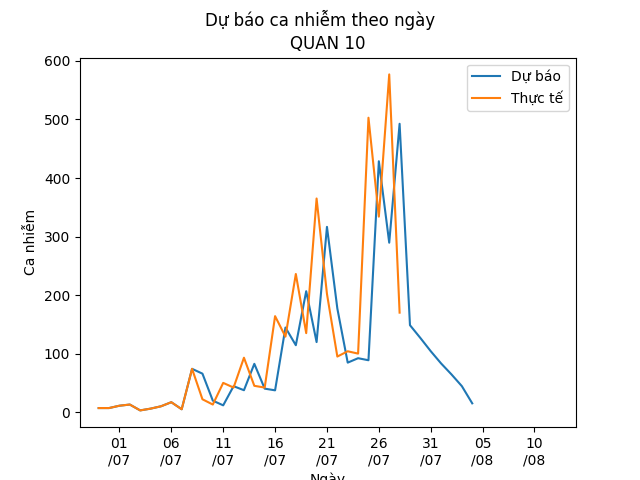 Dự báo ca nhiễm theo ngày
QUAN 10
Dự báo
Thực tế
Ca nhiễm
600
500
400
300
200
100
0
01 06 11 16 21 26 31 05 10
/07 /07 /07 /07 /07 /07 /07 /08 /08
Ngày